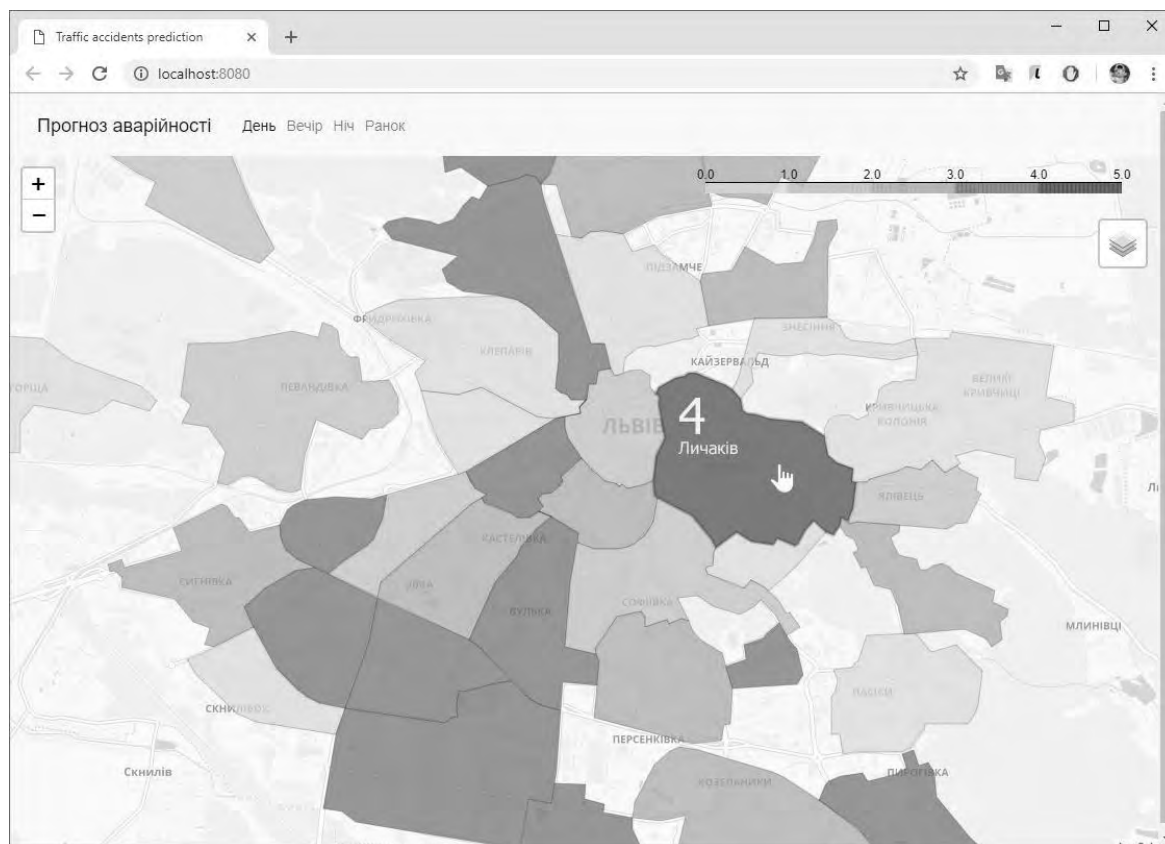 Traffic accidents prediction
localhost:8080
Прогноз аварійності День Вечір Ніч Ранок
+
−
0.0 1.0 2.0 3.0 4.0 5.0
ПІДЗАМЧЕ
ФРИДРИХІВКА
ЗНЕСІННЯ
КЛЕПАРІВ
КАЙЗЕРВАЛЬД
ЛЕВАНДІВКА
ВЕЛИКІ
КРИВЧИЦІ
КРИВЧИЦЬКА
КОЛОНІЯ
4
ЛЬВІВ
Личаків
ЯЛІВЕЦЬ
КАСТЕЛІВКА
СИГНІВКА
ВУЛЬКА
СОФІЇВКА
МЛИНІВЦІ
ПАСІКИ
СКНИЛІВОК
ПЕРСЕНКІВКА
Скнилів
КОЗЕЛЬНИКИ
ПИРОГІВКА